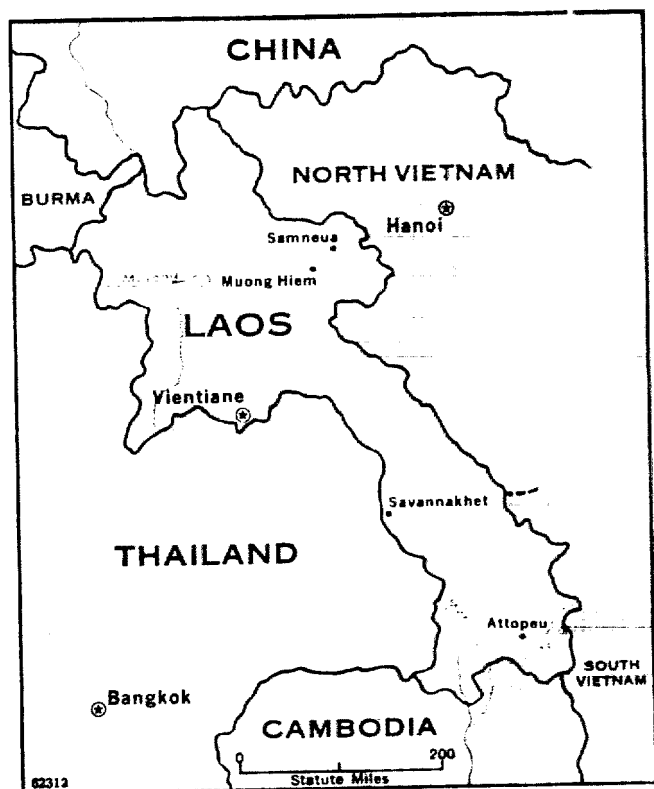 CHINA
NORTH VIETNAM
BURMA
Hanoi
Samneua
Muong Hiem
LAOS
Vientiane
Savannakhet
THAILAND
Attopeu
SOUTH
VIETNAM
Bangkok
CAMBODIA
0 200
Statute Miles
62312